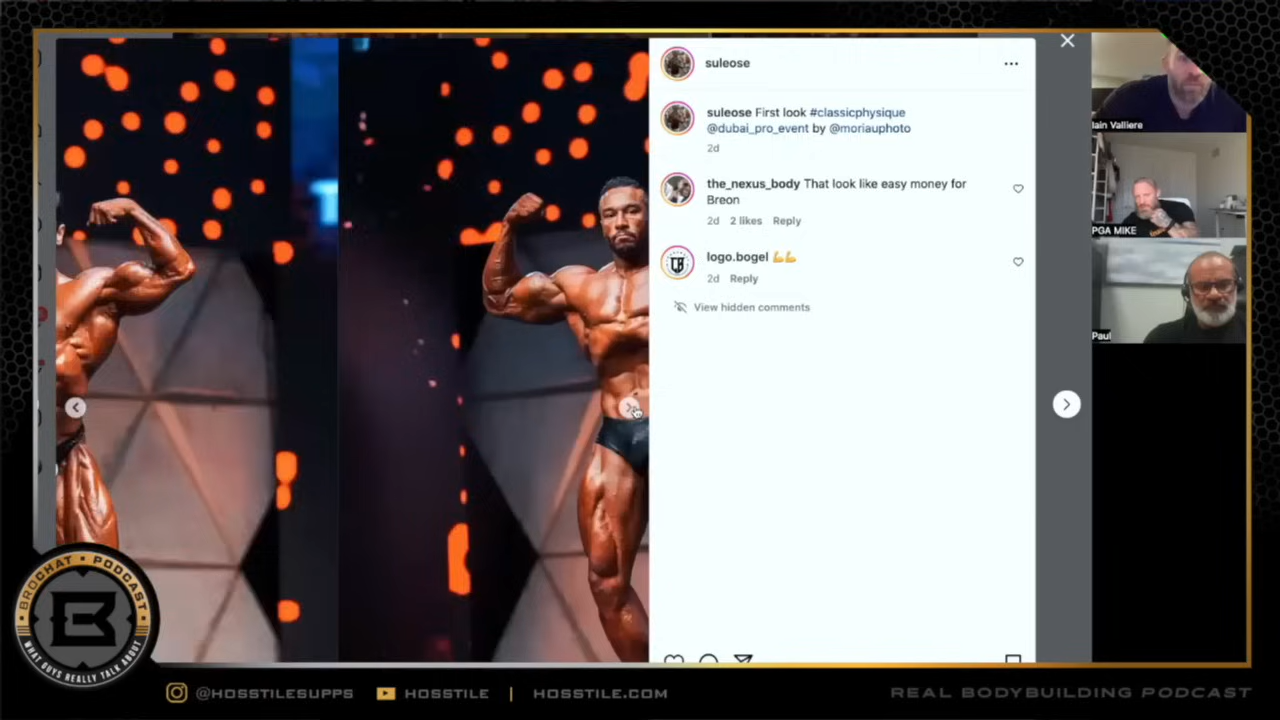 suleose
suleose First look #classicphysique
@dubai_pro_event by @moriauphoto
2d
the_nexus_body That look like easy money for
Breon
2d 2 likes Reply
logo.bogel 💪💪
2d Reply
View hidden comments
Iain Valliere
PGA MIKE
Paul
BROCHAT • PODCAST
B
WHAT GUYS REALLY TALK ABOUT
@HOSSTILESUPPS
HOSSTILE | HOSSTILE.COM
REAL BODYBUILDING PODCAST